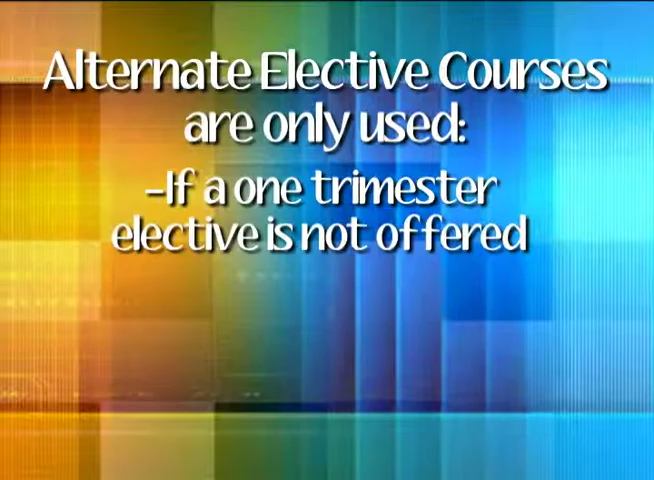 Alternate Elective Courses
are only used:
-If a one trimester
elective is not offered